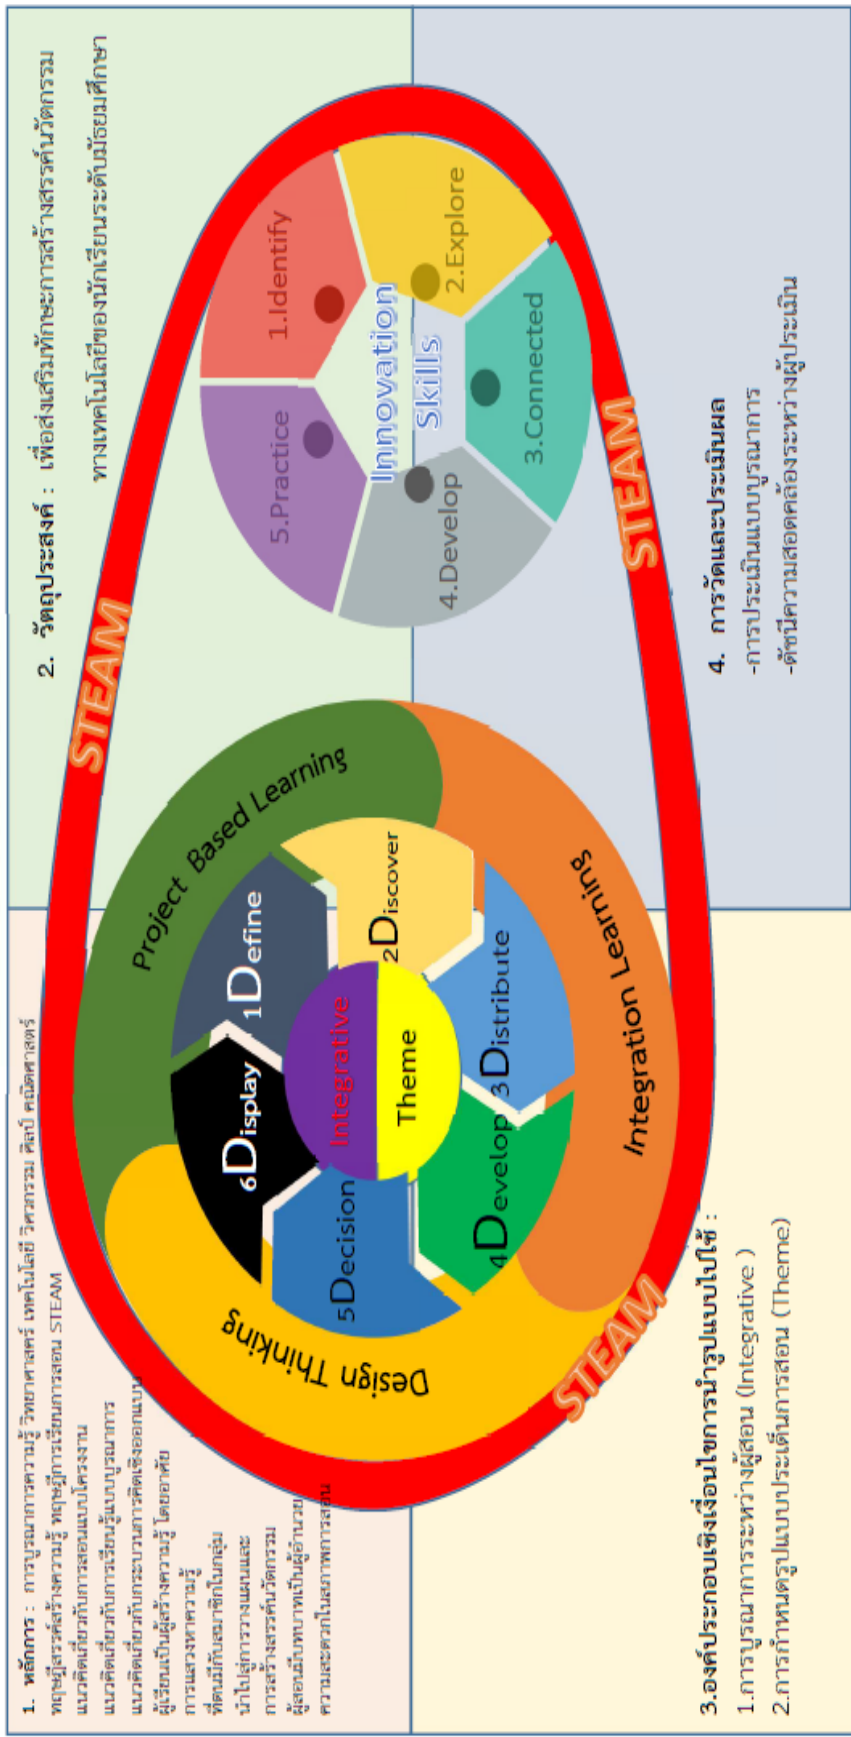 1. หลักการ : การบูรณาการความรู้ วิทยาศาสตร์ เทคโนโลยี วิศวกรรม ศิลป์ คณิตศาสตร์
ทฤษฎีสรรค์สร้างความรู้ ทฤษฎีการเรียนการสอน STEAM
แนวคิดเกี่ยวกับการสอนแบบโครงงาน
แนวคิดเกี่ยวกับการเรียนรู้แบบบูรณาการ
แนวคิดเกี่ยวกับกระบวนการคิดเชิงออกแบบ
ผู้เรียนเป็นผู้สร้างความรู้ โดยอาศัย
การแสวงหาความรู้
ที่ตนมีกับสมาชิกในกลุ่ม
นำไปสู่การวางแผนและ
การสร้างสรรค์นวัตกรรม
ผู้สอนมีบทบาทเป็นผู้อำนวย
ความสะดวกในสภาพการสอน
2. วัตถุประสงค์ : เพื่อส่งเสริมทักษะการสร้างสรรค์นวัตกรรม
ทางเทคโนโลยีของนักเรียนระดับมัธยมศึกษา
STEAM
STEAM
STEAM
Project Based Learning
Integration Learning
Design Thinking
1Define
2Discover
3Distribute
4Develop
5Decision
6Display
Integrative
Theme
1.Identify
2.Explore
3.Connected
4.Develop
5.Practice
Innovation
Skills
3.องค์ประกอบเชิงเงื่อนไขการนำรูปแบบไปใช้ :
1.การบูรณาการระหว่างผู้สอน (Integrative )
2.การกำหนดรูปแบบประเด็นการสอน (Theme)
4. การวัดและประเมินผล
-การประเมินแบบบูรณาการ
-ดัชนีความสอดคล้องระหว่างผู้ประเมิน